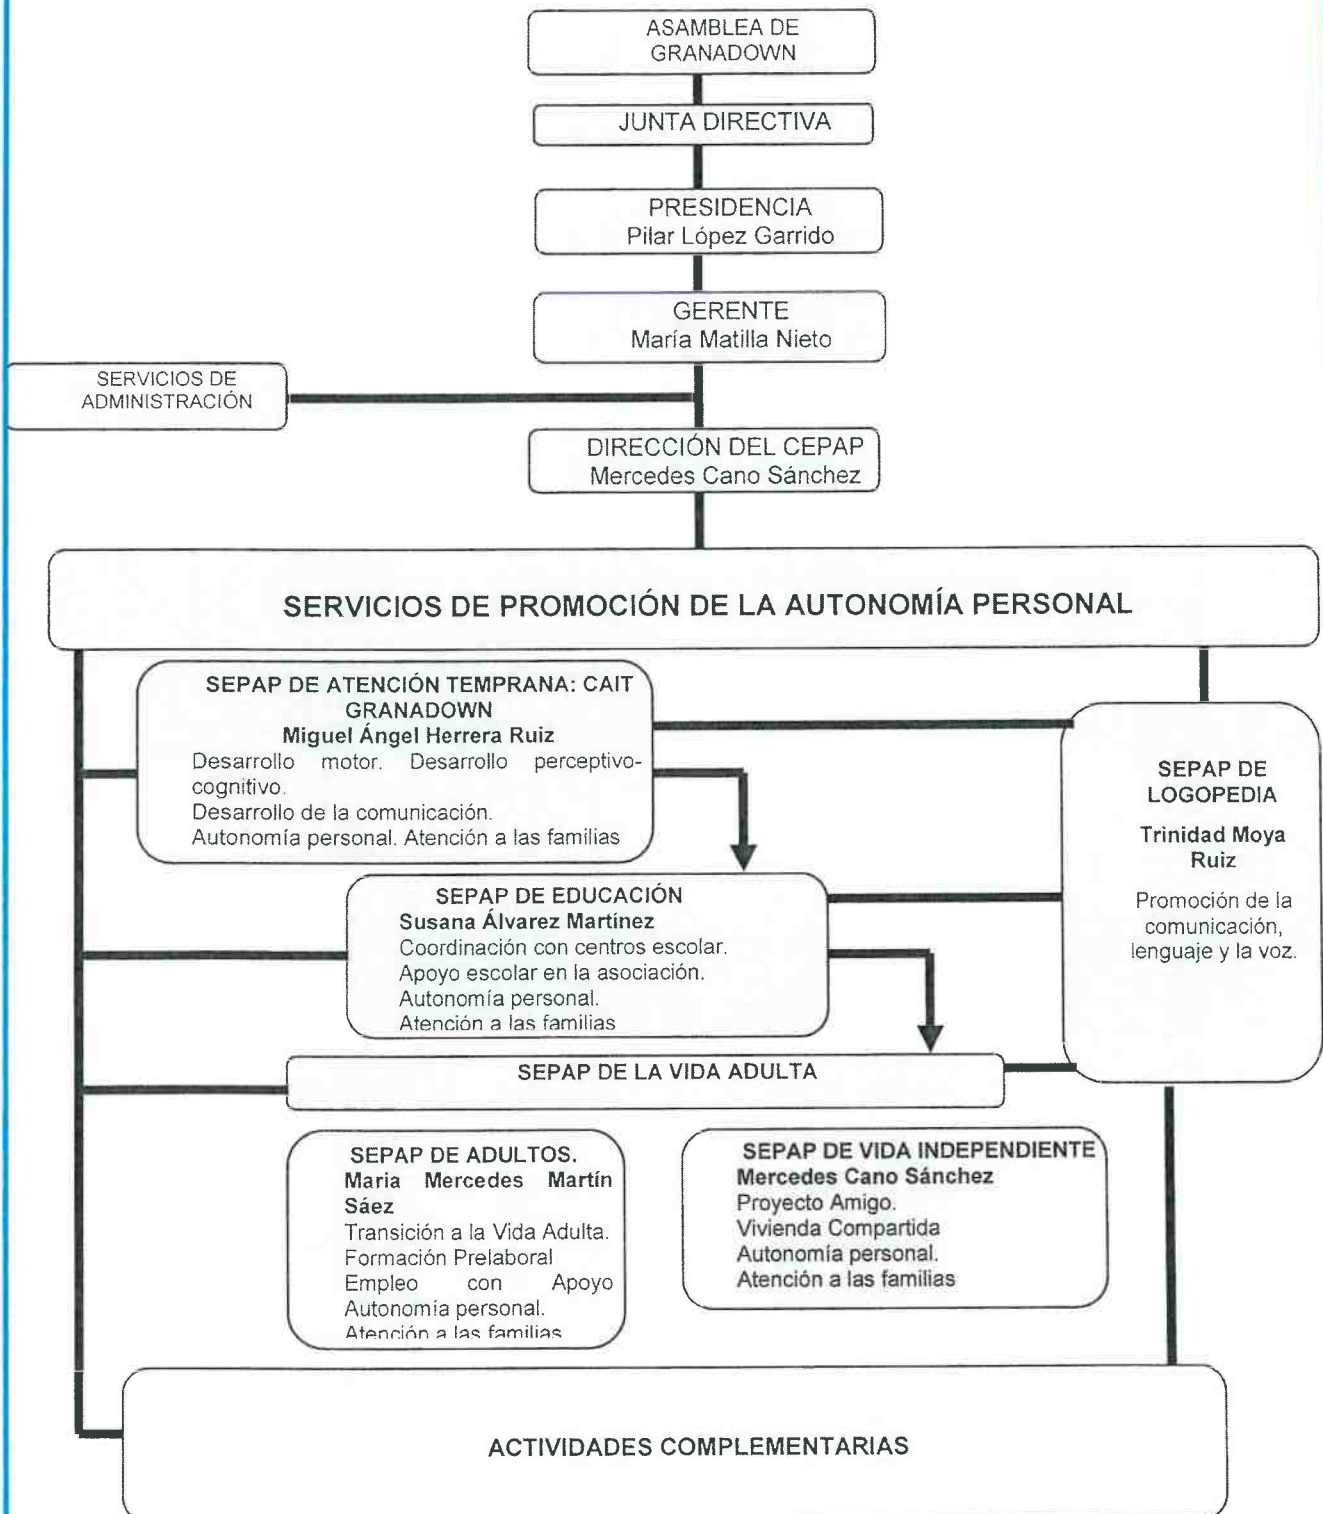 ASAMBLEA DE
GRANADOWN
JUNTA DIRECTIVA
PRESIDENCIA
Pilar López Garrido
GERENTE
María Matilla Nieto
SERVICIOS DE
ADMINISTRACIÓN
DIRECCIÓN DEL CEPAP
Mercedes Cano Sánchez
SERVICIOS DE PROMOCIÓN DE LA AUTONOMÍA PERSONAL
SEPAP DE ATENCIÓN TEMPRANA: CAIT
GRANADOWN
Miguel Ángel Herrera Ruiz
Desarrollo motor. Desarrollo perceptivo-
cognitivo.
Desarrollo de la comunicación.
Autonomía personal. Atención a las familias
SEPAP DE
LOGOPEDIA
Trinidad Moya
Ruiz
Promoción de la
comunicación,
lenguaje y la voz.
SEPAP DE EDUCACIÓN
Susana Álvarez Martínez
Coordinación con centros escolar.
Apoyo escolar en la asociación.
Autonomía personal.
Atención a las familias
SEPAP DE LA VIDA ADULTA
SEPAP DE ADULTOS.
Maria Mercedes Martín
Sáez
Transición a la Vida Adulta.
Formación Prelaboral
Empleo con Apoyo
Autonomía personal.
Atención a las familias
SEPAP DE VIDA INDEPENDIENTE
Mercedes Cano Sánchez
Proyecto Amigo.
Vivienda Compartida
Autonomía personal.
Atención a las familias
ACTIVIDADES COMPLEMENTARIAS